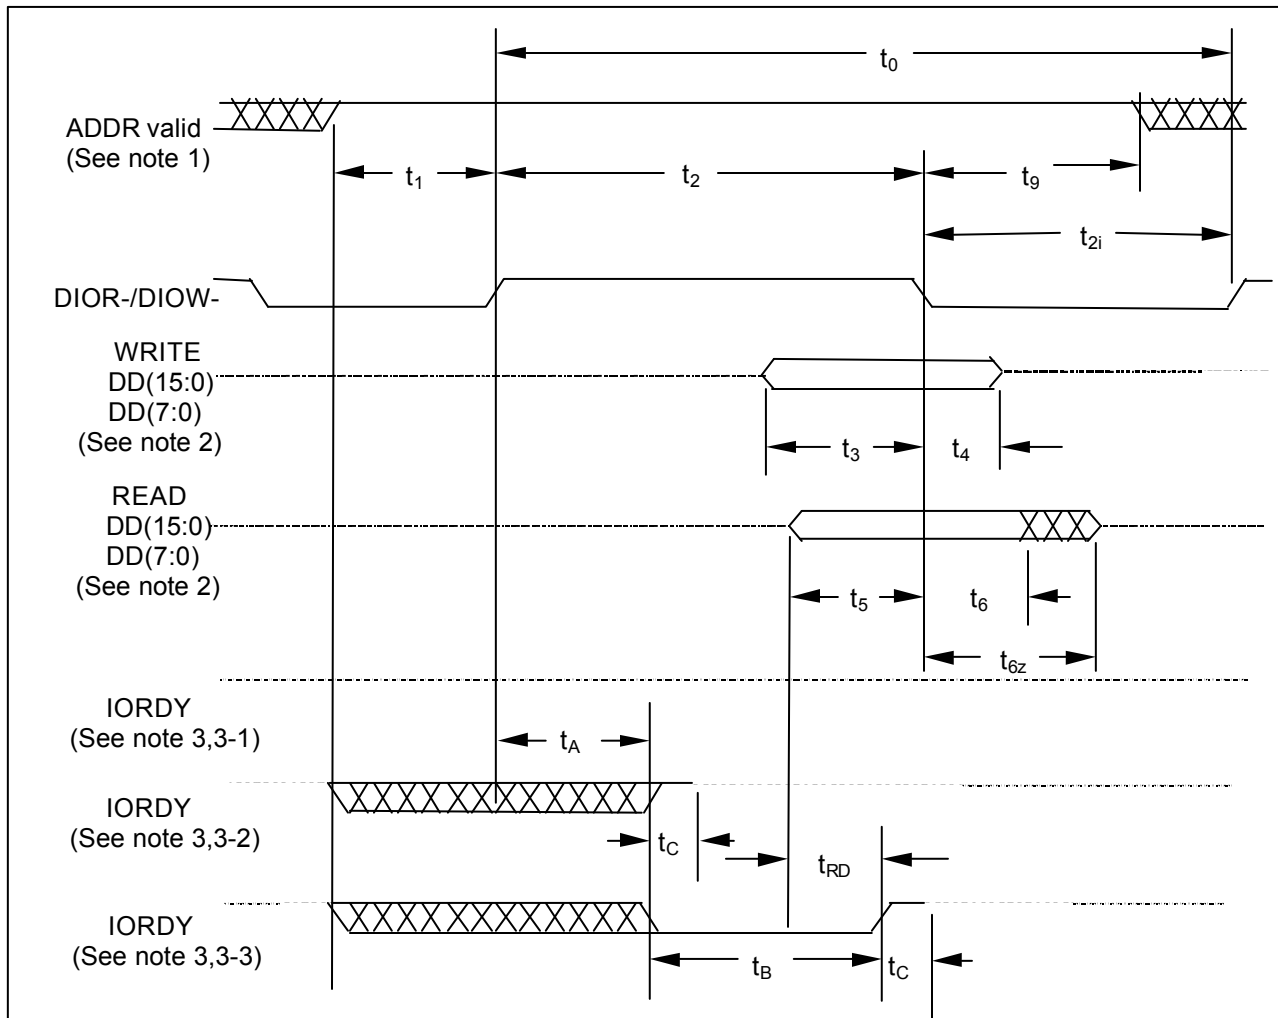 t0
ADDR valid
(See note 1)
t1
t2
t9
t2i
DIOR-/DIOW-
WRITE
DD(15:0)
DD(7:0)
(See note 2)
t3
t4
READ
DD(15:0)
DD(7:0)
(See note 2)
t5
t6
t6z
IORDY
(See note 3,3-1)
tA
IORDY
(See note 3,3-2)
tC
tRD
IORDY
(See note 3,3-3)
tB
tC